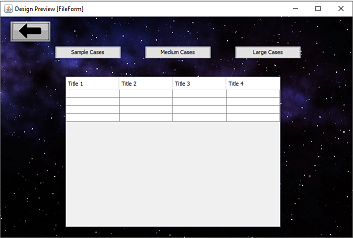 Design Preview [FileForm]
Sample Cases Medium Cases Large Cases
Title 1 Title 2 Title 3 Title 4